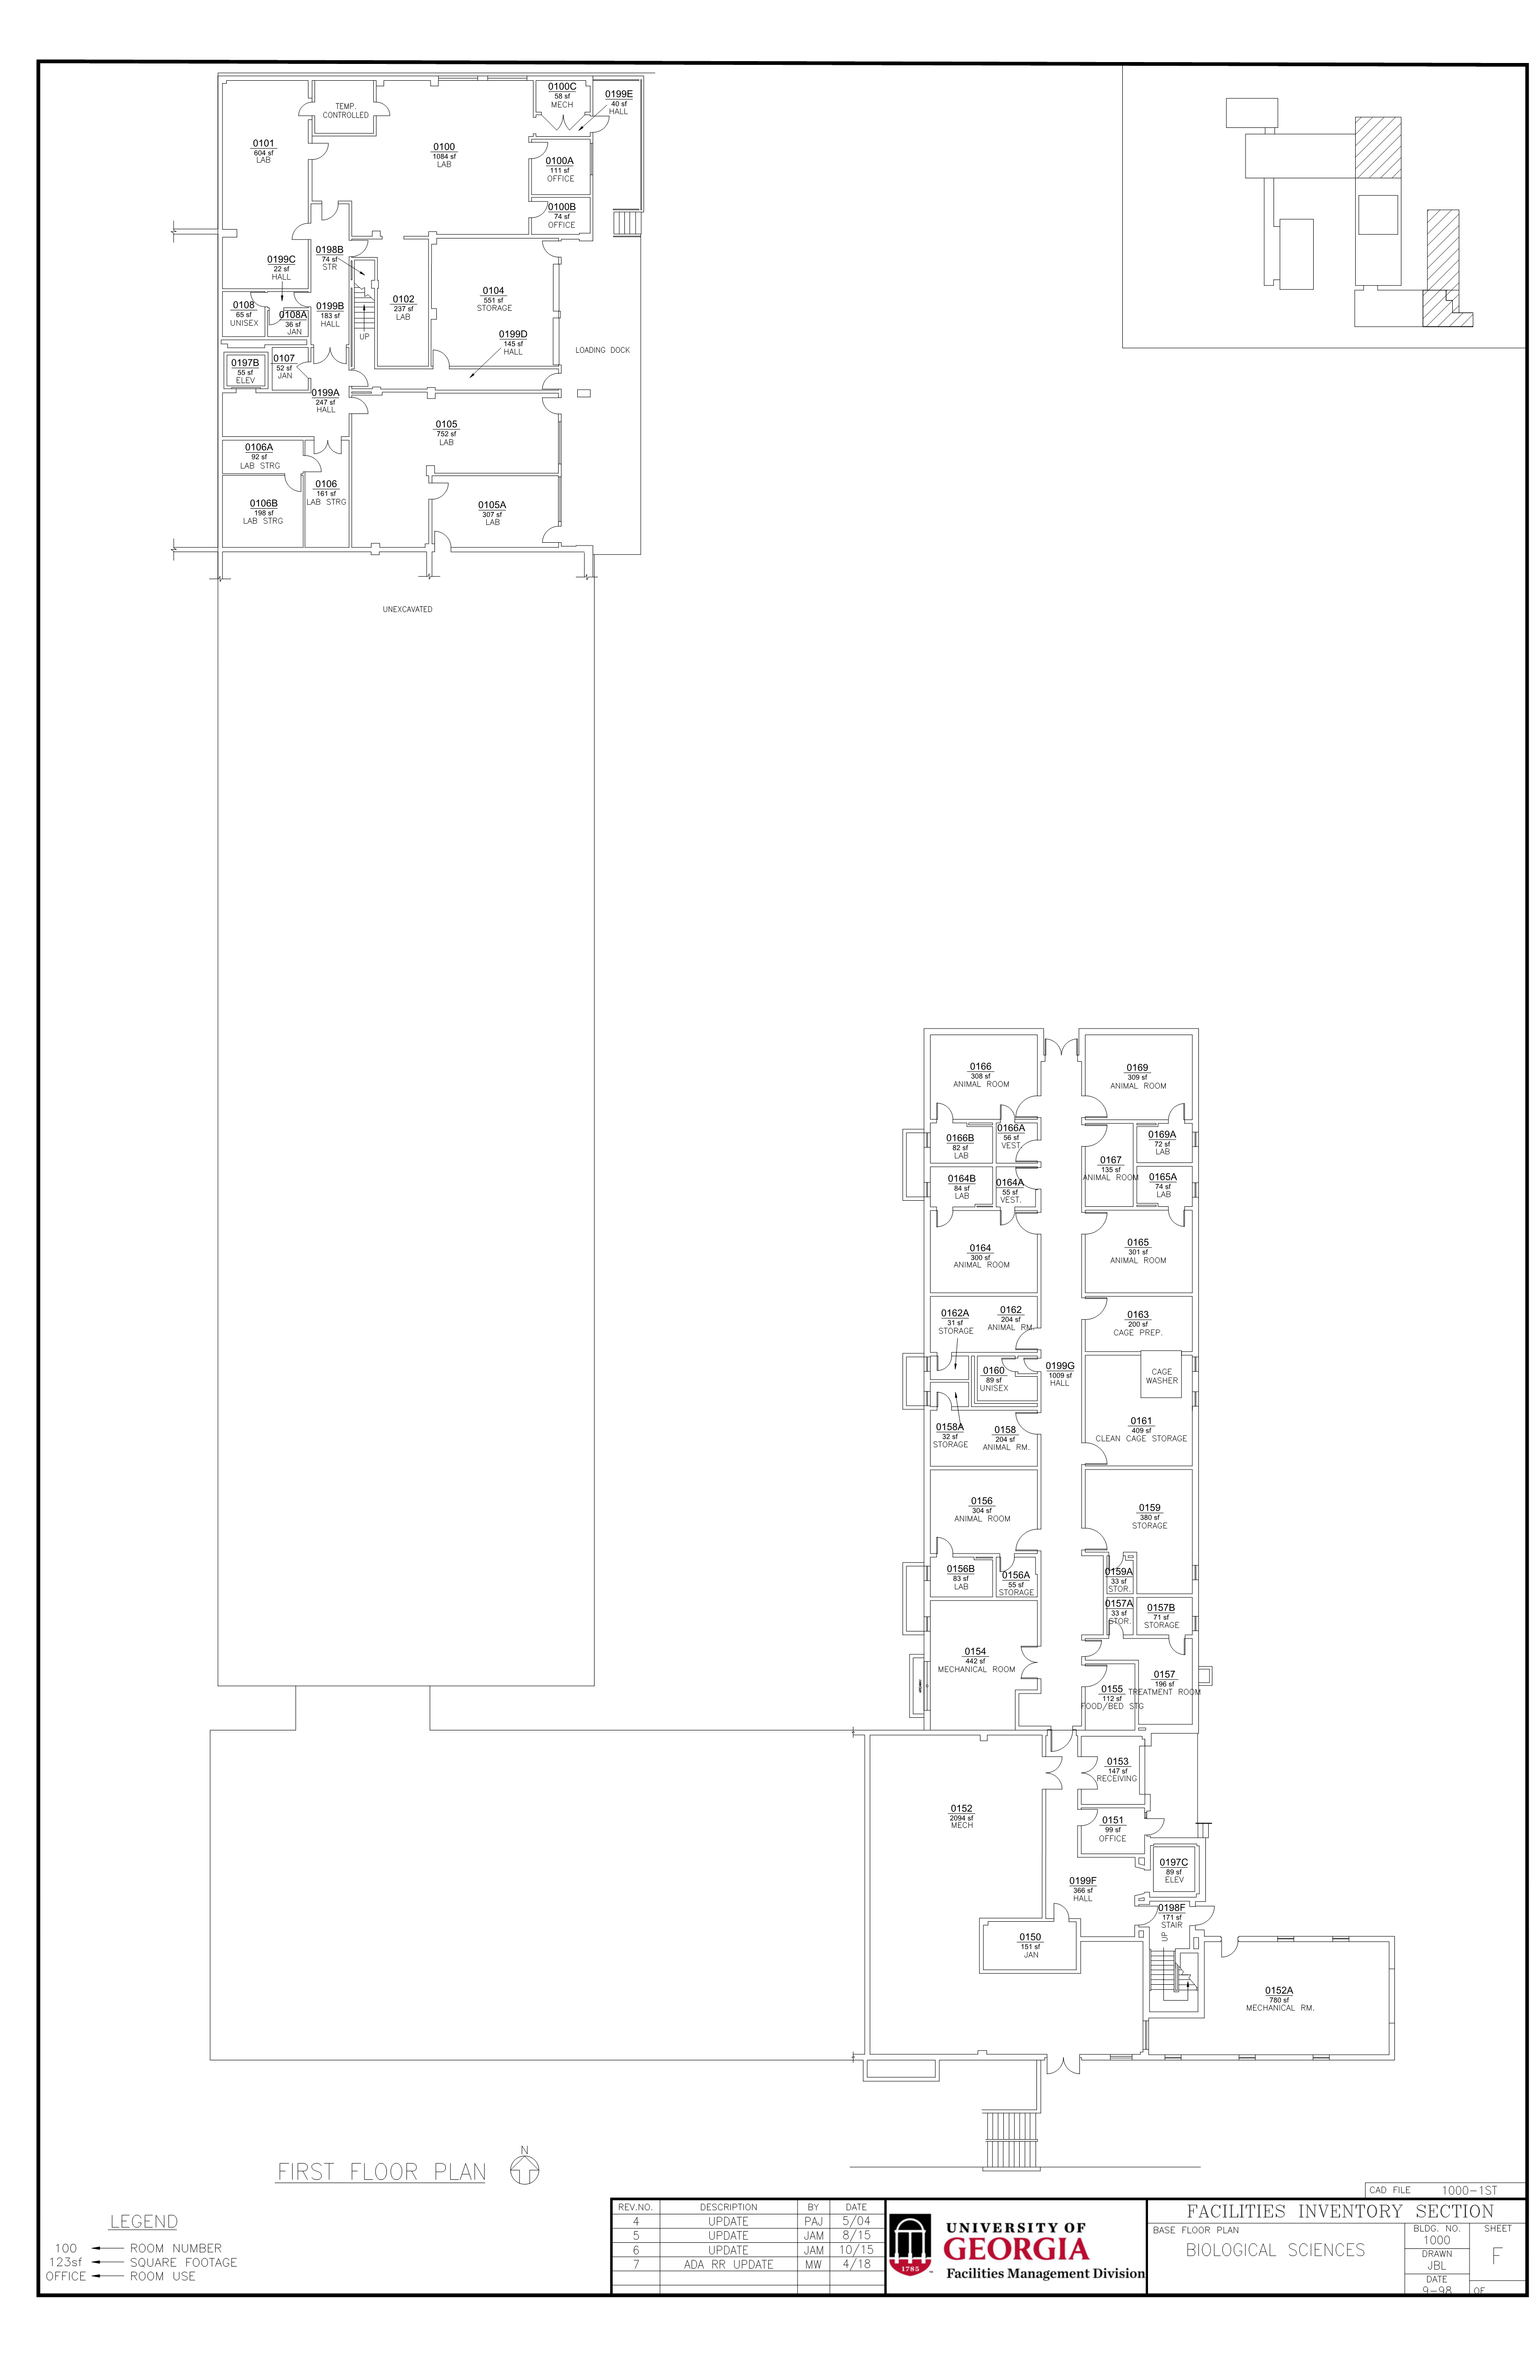 0100C
58 sf
MECH
0199E
40 sf
HALL
TEMP.
CONTROLLED
0101
604 sf
LAB
0100
1084 sf
LAB
0100A
111 sf
OFFICE
0100B
74 sf
OFFICE
0198B
74 sf
STR
0199C
22 sf
HALL
0108
65 sf
UNISEX
0108A
36 sf
JAN
0199B
183 sf
HALL
UP
0102
237 sf
LAB
0104
551 sf
STORAGE
0199D
145 sf
HALL
LOADING DOCK
0197B
55 sf
ELEV
0107
52 sf
JAN
0199A
247 sf
HALL
0105
752 sf
LAB
0106A
92 sf
LAB STRG
0106
161 sf
LAB STRG
0106B
198 sf
LAB STRG
0105A
307 sf
LAB
UNEXCAVATED
0166
308 sf
ANIMAL ROOM
0169
309 sf
ANIMAL ROOM
0166B
82 sf
LAB
0166A
56 sf
VEST.
0169A
72 sf
LAB
0167
135 sf
ANIMAL ROOM
0164B
84 sf
LAB
0164A
55 sf
VEST.
0165A
74 sf
LAB
0164
300 sf
ANIMAL ROOM
0165
301 sf
ANIMAL ROOM
0162A
31 sf
STORAGE
0162
204 sf
ANIMAL RM.
0163
200 sf
CAGE PREP.
0160
89 sf
UNISEX
0199G
1009 sf
HALL
CAGE
WASHER
0158A
32 sf
STORAGE
0158
204 sf
ANIMAL RM.
0161
409 sf
CLEAN CAGE STORAGE
0156
304 sf
ANIMAL ROOM
0159
380 sf
STORAGE
0156B
83 sf
LAB
0156A
55 sf
STORAGE
0159A
33 sf
STOR.
0157A
33 sf
STOR.
0157B
71 sf
STORAGE
0154
442 sf
MECHANICAL ROOM
0155
112 sf
FOOD/BED STG
0157
196 sf
TREATMENT ROOM
0153
147 sf
RECEIVING
0152
2094 sf
MECH
0151
99 sf
OFFICE
0197C
89 sf
ELEV
0199F
366 sf
HALL
0198F
171 sf
STAIR
UP
0150
151 sf
JAN
0152A
780 sf
MECHANICAL RM.
FIRST FLOOR PLAN
N
LEGEND
100 ROOM NUMBER
123sf SQUARE FOOTAGE
OFFICE ROOM USE
REV.NO. DESCRIPTION BY DATE
4 UPDATE PAJ 5/04
5 UPDATE JAM 8/15
6 UPDATE JAM 10/15
7 ADA RR UPDATE MW 4/18
1785
UNIVERSITY OF
GEORGIA
Facilities Management Division
CAD FILE 1000-1ST
FACILITIES INVENTORY SECTION
BASE FLOOR PLAN
BIOLOGICAL SCIENCES
BLDG. NO.
1000
DRAWN
JBL
DATE
9-98
SHEET
F
OF